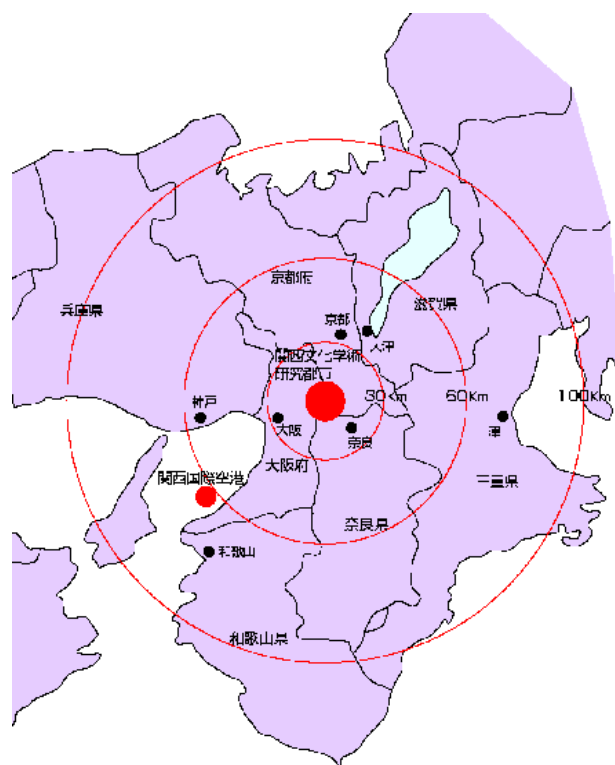 京都府
滋賀県
兵庫県
京都
大津
関西文化学術
研究都市
30Km
60Km
100Km
神戸
大阪
奈良
津
大阪府
関西国際空港
三重県
奈良県
和歌山
和歌山県